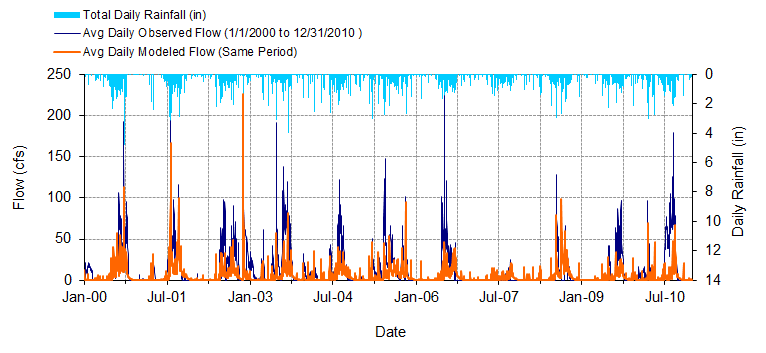 Total Daily Rainfall (in)
Avg Daily Observed Flow (1/1/2000 to 12/31/2010 )
Avg Daily Modeled Flow (Same Period)
250
200
150
100
50
0
Flow (cfs)
0
2
4
6
8
10
12
14
Daily Rainfall (in)
Jan-00 Jul-01 Jan-03 Jul-04 Jan-06 Jul-07 Jan-09 Jul-10
Date